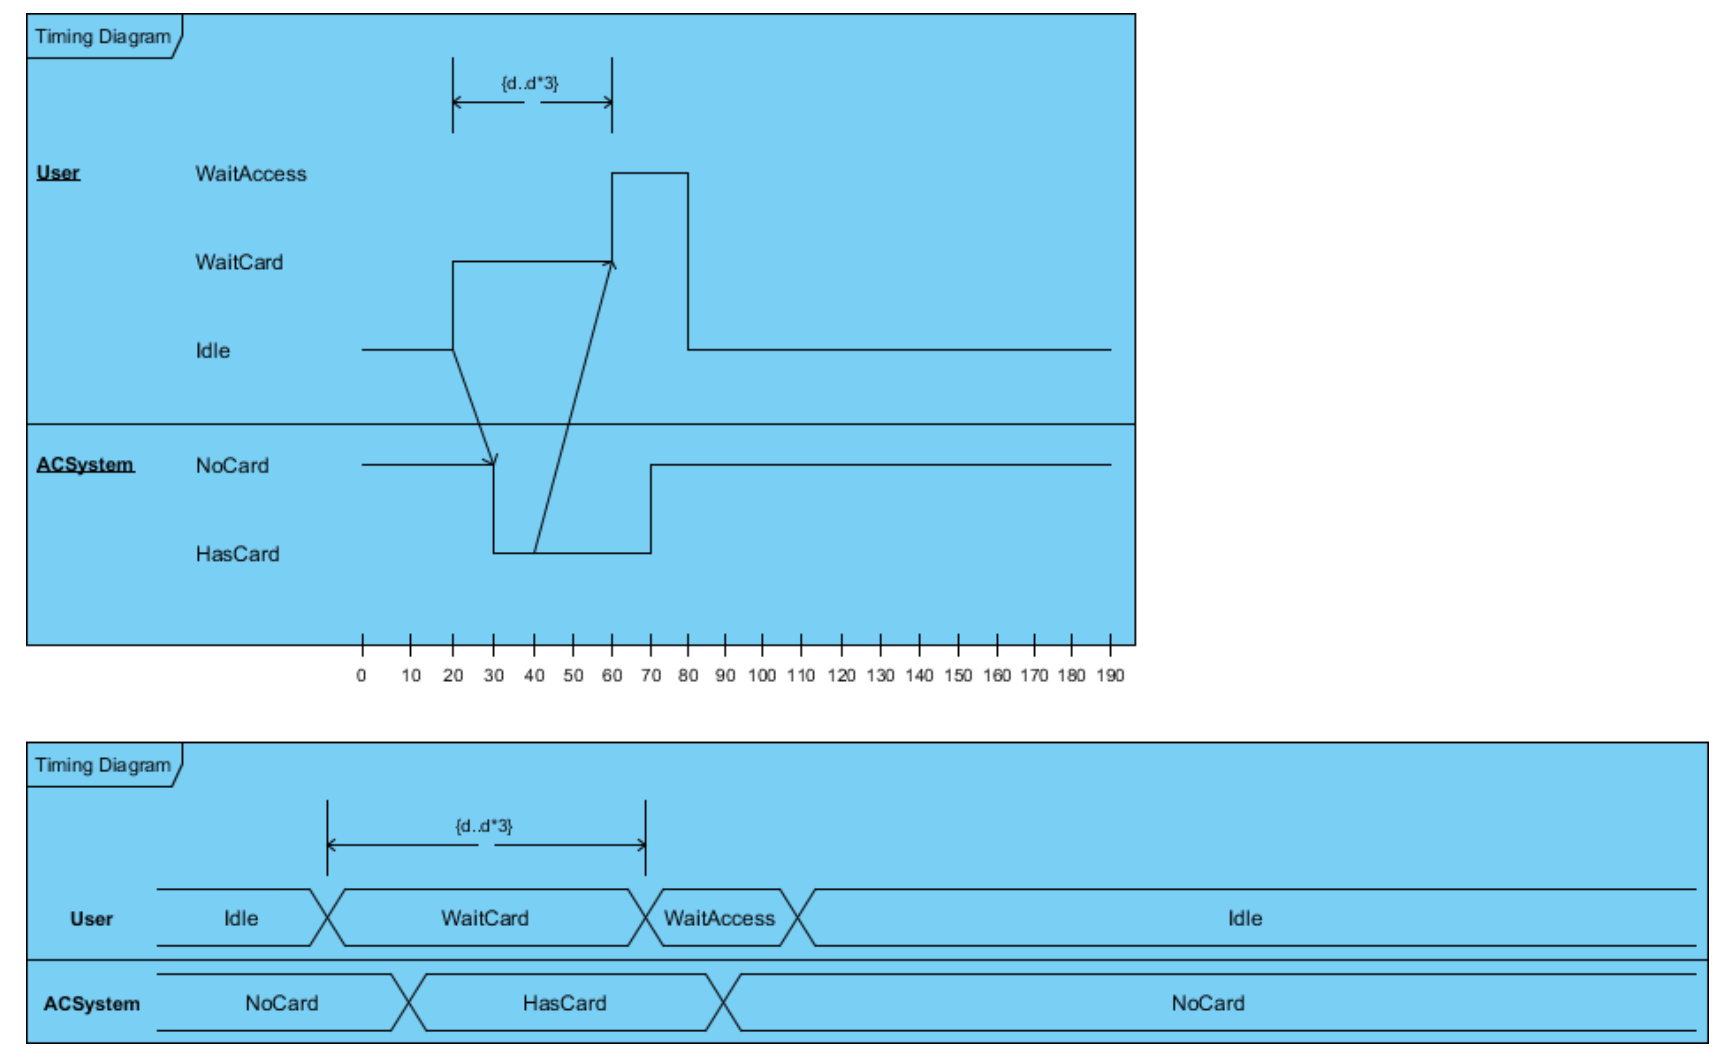 Timing Diagram
{d..d*3}
User WaitAccess
WaitCard
Idle
ACSystem NoCard
HasCard
0 10 20 30 40 50 60 70 80 90 100 110 120 130 140 150 160 170 180 190
Timing Diagram
{d..d*3}
User Idle WaitCard WaitAccess Idle
ACSystem NoCard HasCard NoCard